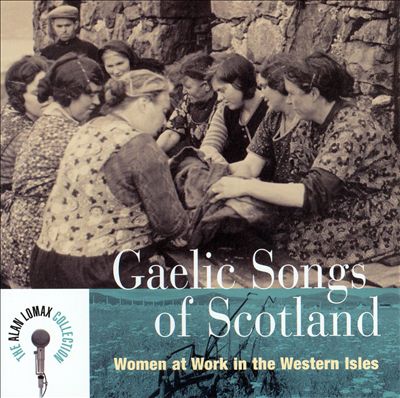 Gaelic Songs
of Scotland
Women at Work in the Western Isles
THE ALAN LOMAX COLLECTION